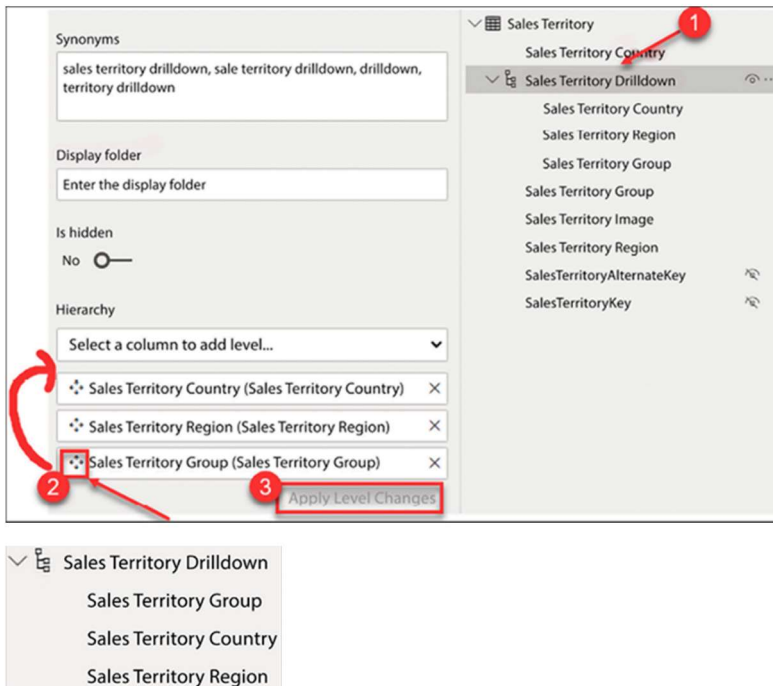 Synonyms
sales territory drilldown, sale territory drilldown, drilldown,
territory drilldown
Display folder
Enter the display folder
Is hidden
No
Hierarchy
Select a column to add level...
Sales Territory Country (Sales Territory Country)
Sales Territory Region (Sales Territory Region)
2
Sales Territory Group (Sales Territory Group)
3
Apply Level Changes
1
Sales Territory
Sales Territory Country
Sales Territory Drilldown
Sales Territory Country
Sales Territory Region
Sales Territory Group
Sales Territory Group
Sales Territory Image
Sales Territory Region
SalesTerritoryAlternateKey
SalesTerritoryKey
Sales Territory Drilldown
Sales Territory Group
Sales Territory Country
Sales Territory Region